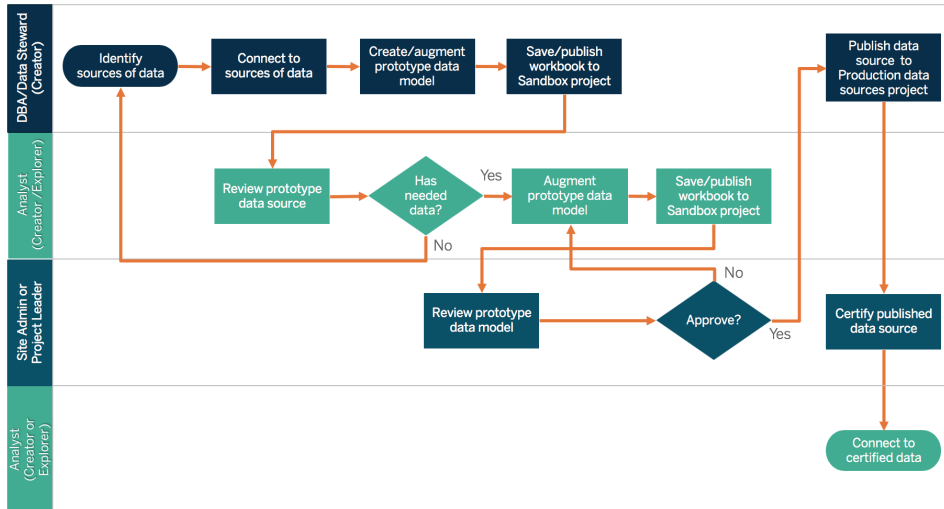 DBA/Data Steward
(Creator)
Identify
sources of data
Connect to
sources of data
Create/augment
prototype data
model
Save/publish
workbook to
Sandbox project
Publish data
source to
Production data
sources project
Analyst
(Creator /Explorer)
Review prototype
data source
Has
needed
data?
Yes
No
Augment
prototype data
model
Save/publish
workbook to
Sandbox project
Site Admin or
Project Leader
Review prototype
data model
Approve?
No
Yes
Certify published
data source
Analyst
(Creator or
Explorer)
Connect to
certified data